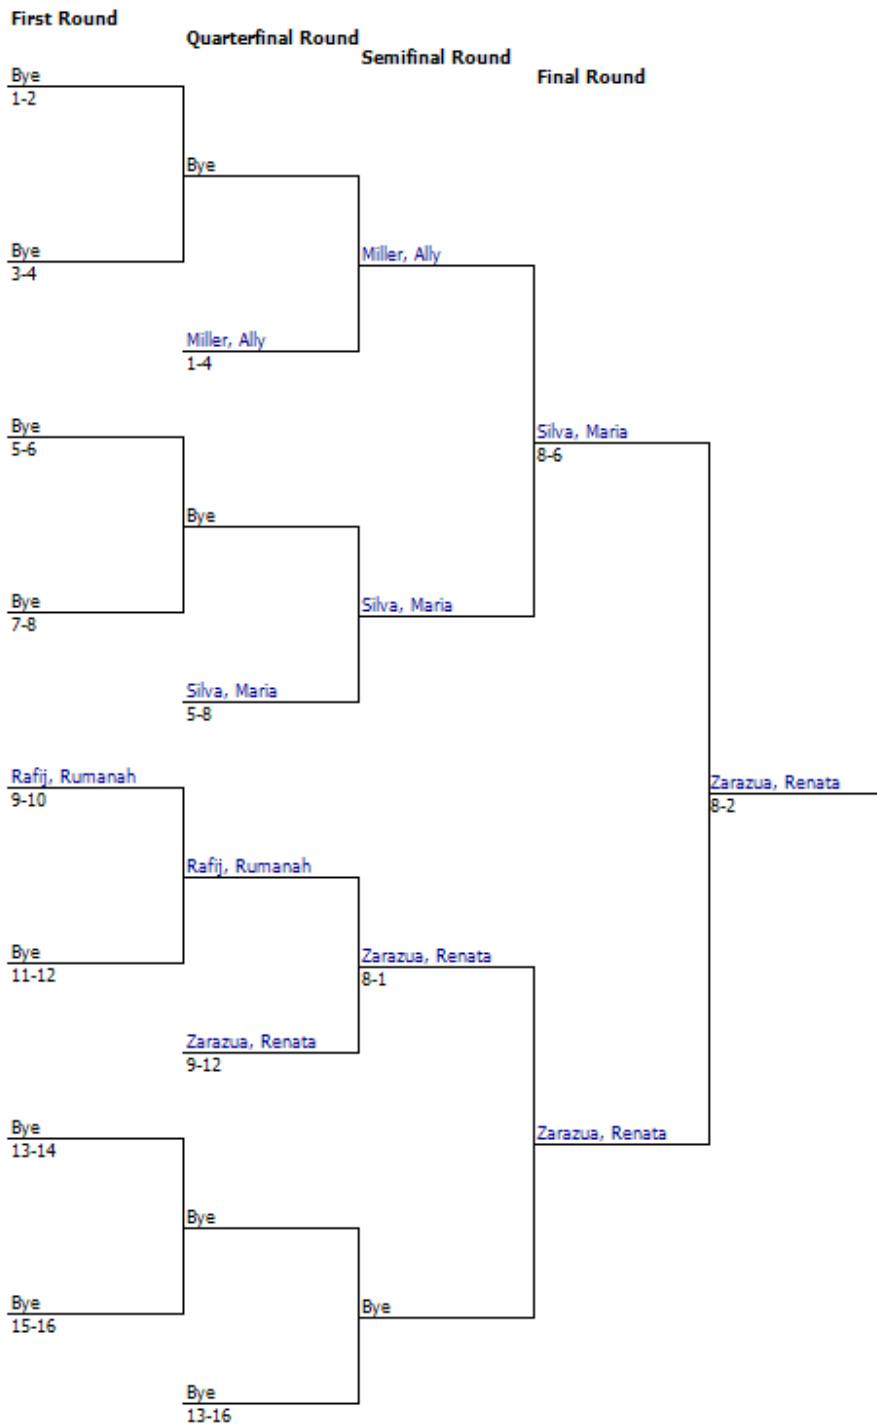 First Round
Quarterfinal Round
Semifinal Round
Final Round
Bye
1-2
Bye
Bye
3-4
Miller, Ally
Miller, Ally
1-4
Bye
5-6
Silva, Maria
8-6
Bye
Bye
7-8
Silva, Maria
Silva, Maria
5-8
Rafij, Rumanah
9-10
Zarazua, Renata
8-2
Rafij, Rumanah
Bye
11-12
Zarazua, Renata
8-1
Zarazua, Renata
9-12
Bye
13-14
Zarazua, Renata
Bye
Bye
15-16
Bye
Bye
13-16